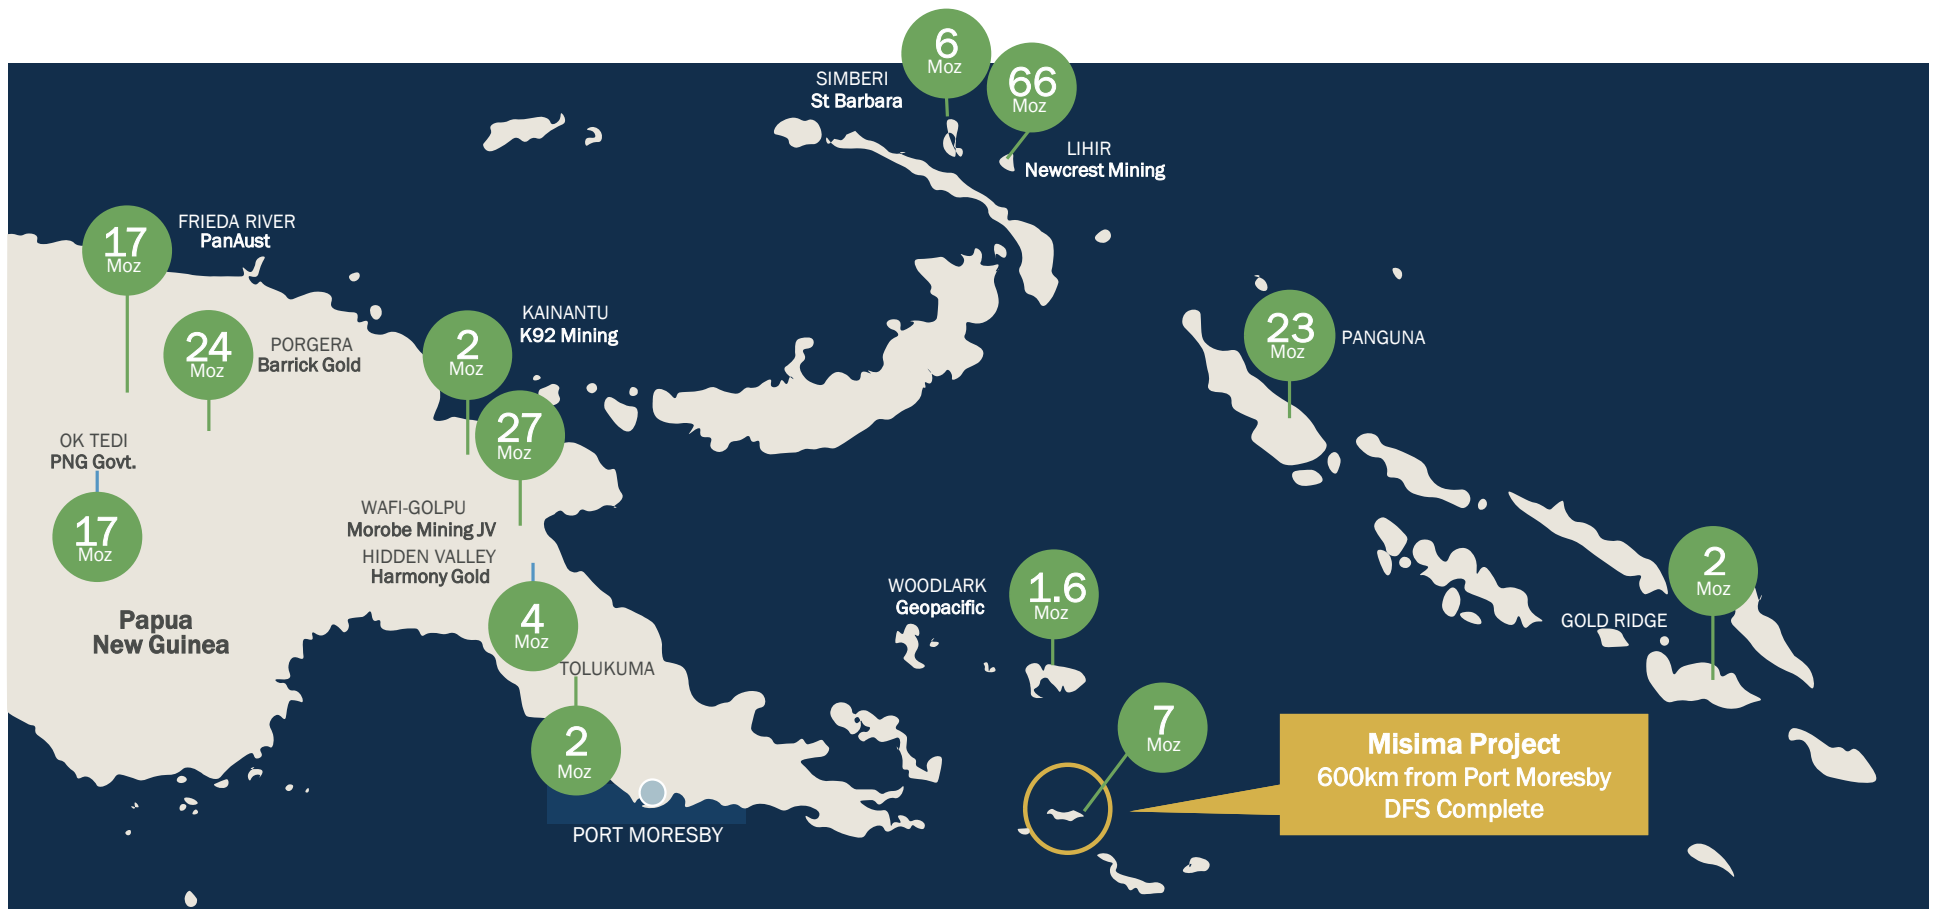 6
Moz
SIMBERI
St Barbara
66
Moz
LIHIR
Newcrest Mining
17
Moz
FRIEDA RIVER
PanAust
24
Moz
PORGERA
Barrick Gold
2
Moz
KAINANTU
K92 Mining
27
Moz
23
Moz
PANGUNA
OK TEDI
PNG Govt.
17
Moz
WAFI-GOLPU
Morobe Mining JV
HIDDEN VALLEY
Harmony Gold
4
Moz
WOODLARK
Geopacific
1.6
Moz
2
Moz
GOLD RIDGE
Papua
New Guinea
TOLUKUMA
2
Moz
PORT MORESBY
7
Moz
Misima Project
600km from Port Moresby
DFS Complete